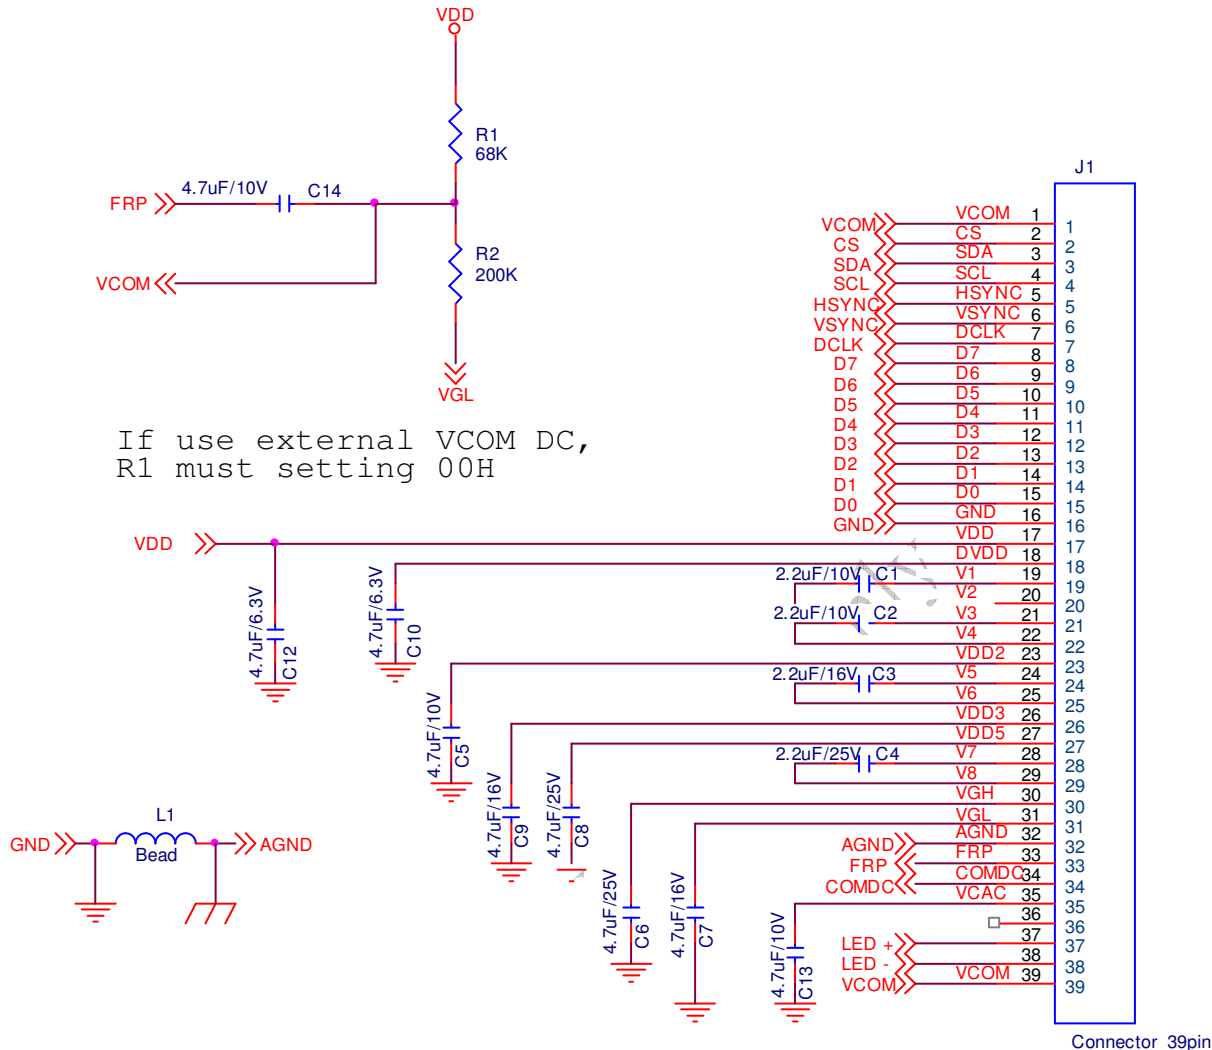 VDD
R1
68K
4.7uF/10V
C14
FRP
R2
200K
VCOM
VGL
If use external VCOM DC,
R1 must setting 00H
J1
VCOM VCOM 1 1
CS CS 2 2
SDA SDA 3 3
SCL SCL 4 4
HSYNC HSYNC 5 5
VSYNC VSYNC 6 6
DCLK DCLK 7 7
D7 D7 8 8
D6 D6 9 9
D5 D5 10 10
D4 D4 11 11
D3 D3 12 12
D2 D2 13 13
D1 D1 14 14
D0 D0 15 15
GND GND 16 16
VDD VDD 17 17
DVDD 18 18
2.2uF/10V C1 V1 19 19
V2 20 20
2.2uF/10V C2 V3 21 21
V4 22 22
VDD2 23 23
2.2uF/16V C3 V5 24 24
V6 25 25
VDD3 26 26
VDD5 27 27
2.2uF/25V C4 V7 28 28
V8 29 29
VGH 30 30
VGL 31 31
AGND AGND 32 32
FRP FRP 33 33
COMDC COMDC 34 34
VCAC 35 35
36 36
LED + 37 37
LED - 38 38
VCOM VCOM 39 39
Connector 39pin
4.7uF/6.3V
C12
4.7uF/6.3V
C10
4.7uF/10V
C5
4.7uF/16V
C9
4.7uF/25V
C8
4.7uF/25V
C6
4.7uF/16V
C7
4.7uF/10V
C13
L1
GND
AGND
Bead